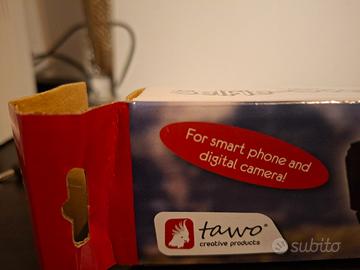 For smart phone and
digital camera!
tawo®
creative products
subito